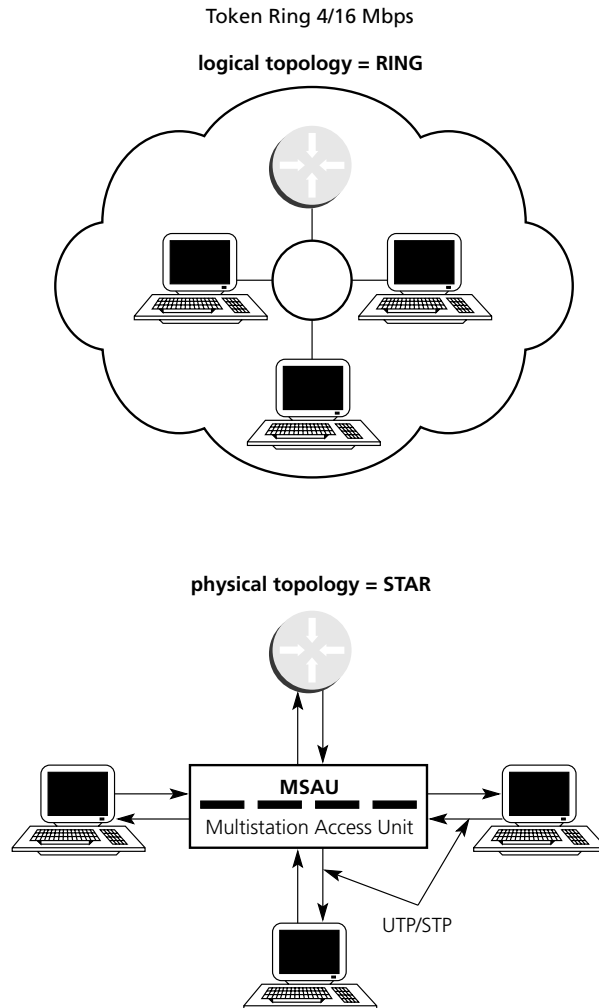 Token Ring 4/16 Mbps
logical topology = RING
physical topology = STAR
MSAU
Multistation Access Unit
UTP/STP